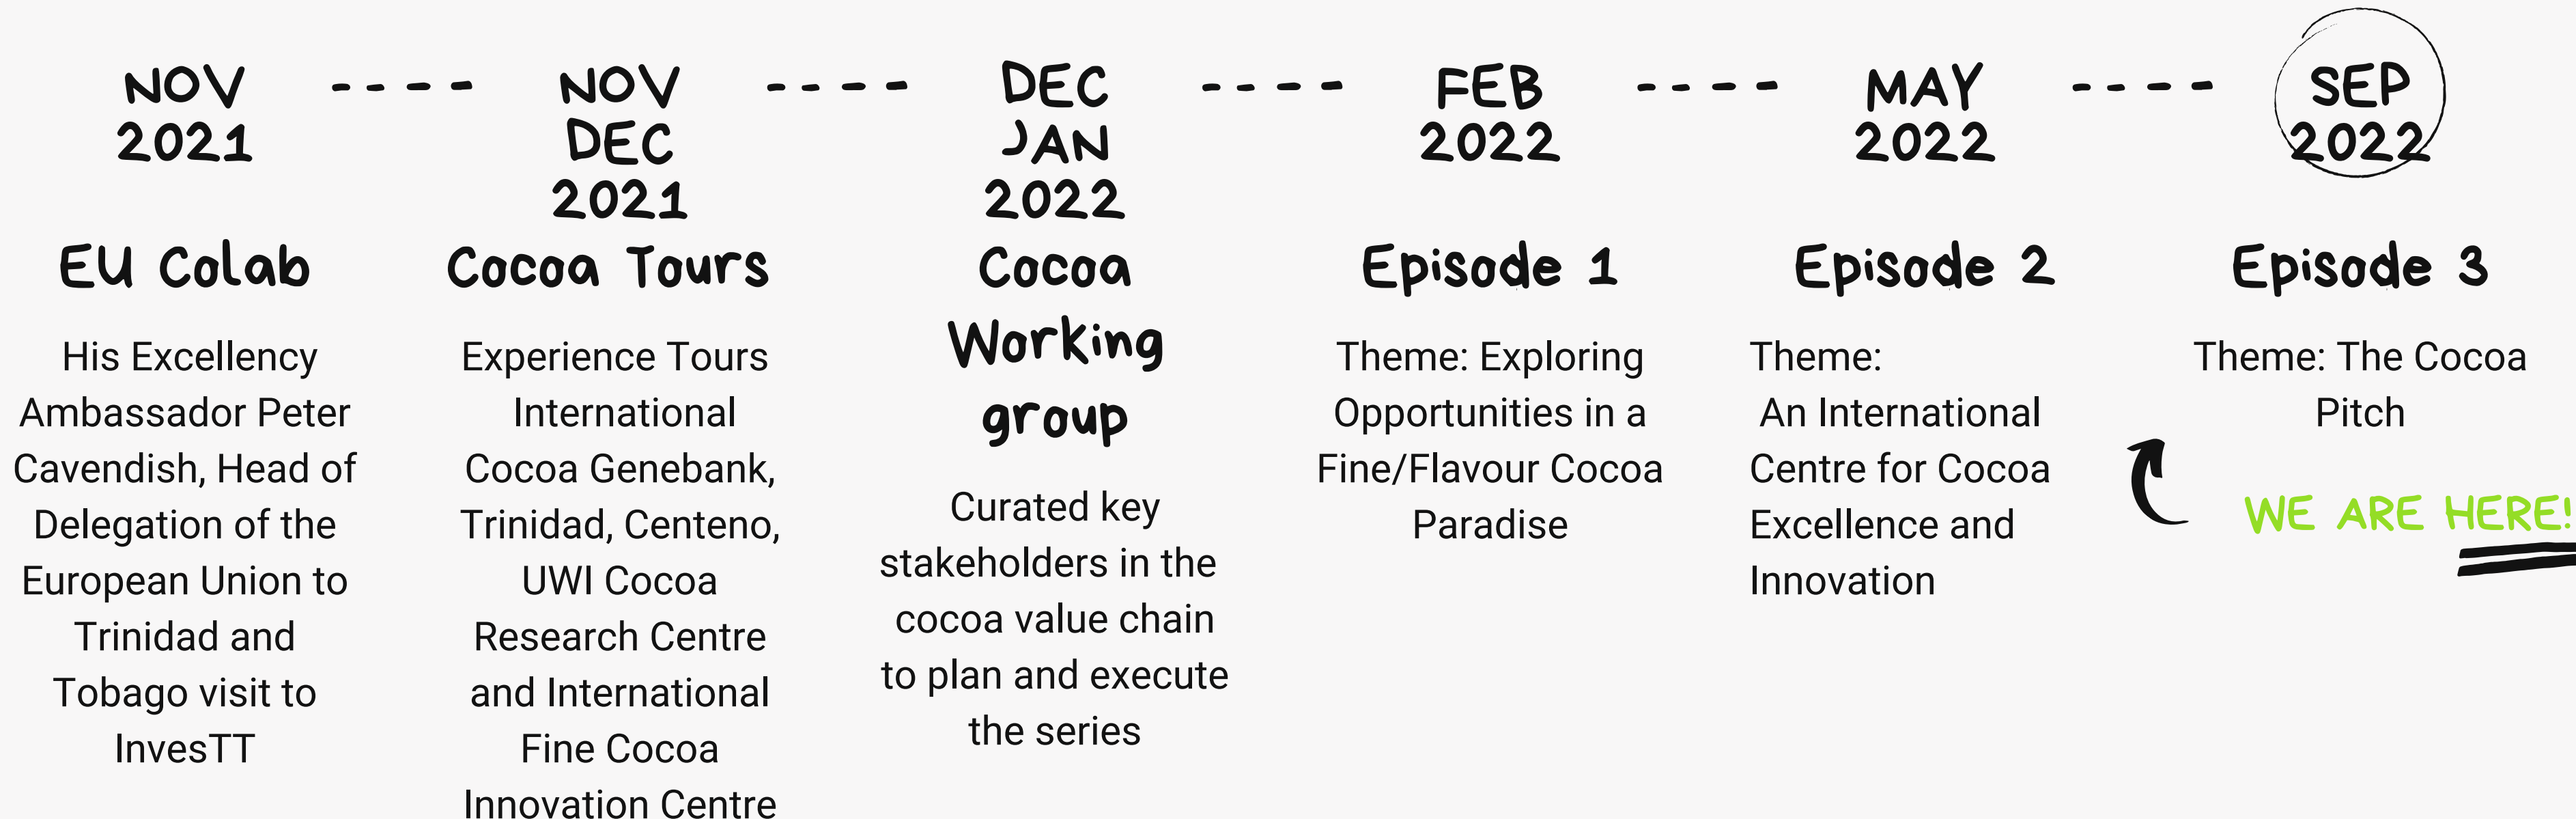 NOV
2021
EU Colab
His Excellency
Ambassador Peter
Cavendish, Head of
Delegation of the
European Union to
Trinidad and
Tobago visit to
InvesTT
NOV
DEC
2021
Cocoa Tours
Experience Tours
International
Cocoa Genebank,
Trinidad, Centeno,
UWI Cocoa
Research Centre
and International
Fine Cocoa
Innovation Centre
DEC
JAN
2022
Cocoa
Working
group
Curated key
stakeholders in the
cocoa value chain
to plan and execute
the series
FEB
2022
Episode 1
Theme: Exploring
Opportunities in a
Fine/Flavour Cocoa
Paradise
MAY
2022
Episode 2
Theme:
An International
Centre for Cocoa
Excellence and
Innovation
SEP
2022
Episode 3
Theme: The Cocoa
Pitch
WE ARE HERE!